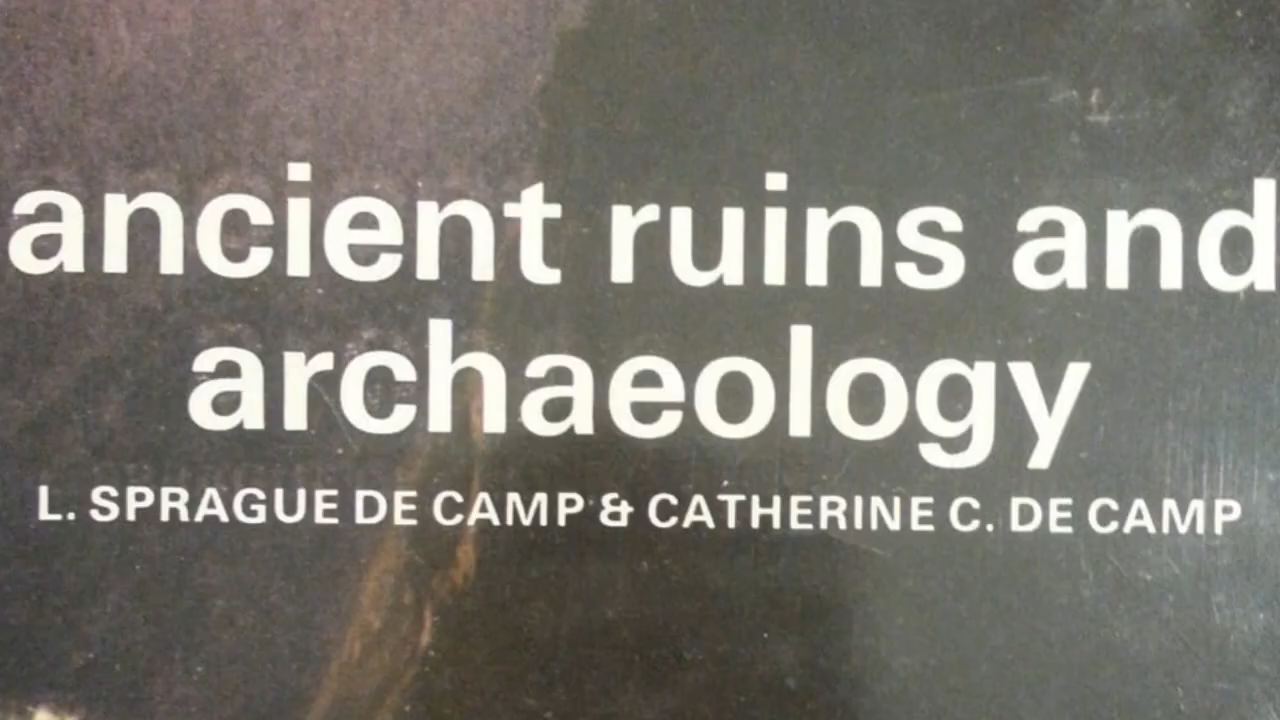 ancient ruins and
archaeology
L. SPRAGUE DE CAMP & CATHERINE C. DE CAMP